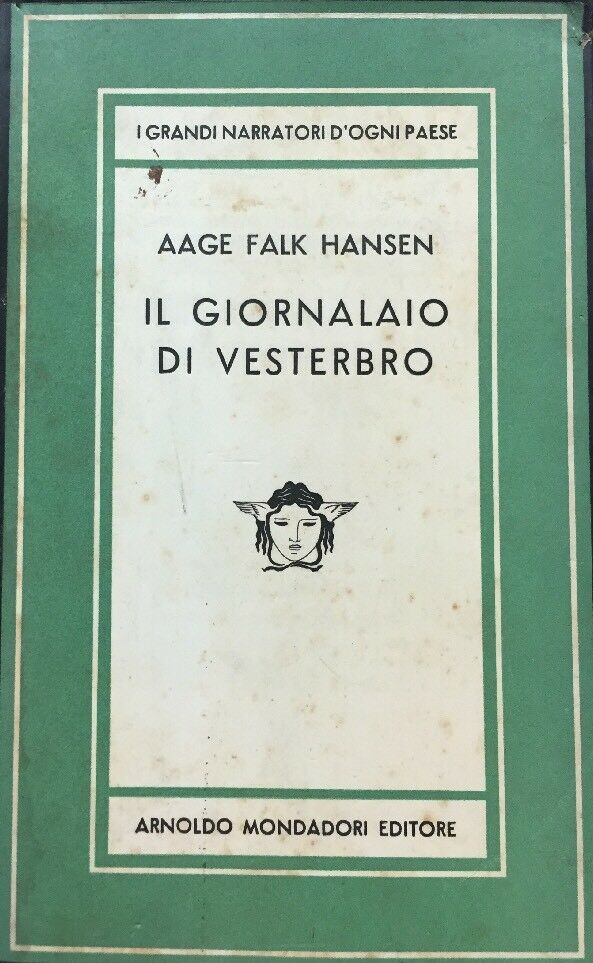 I GRANDI NARRATORI D'OGNI PAESE
AAGE FALK HANSEN
IL GIORNALAIO
DI VESTERBRO
ARNOLDO MONDADORI EDITORE